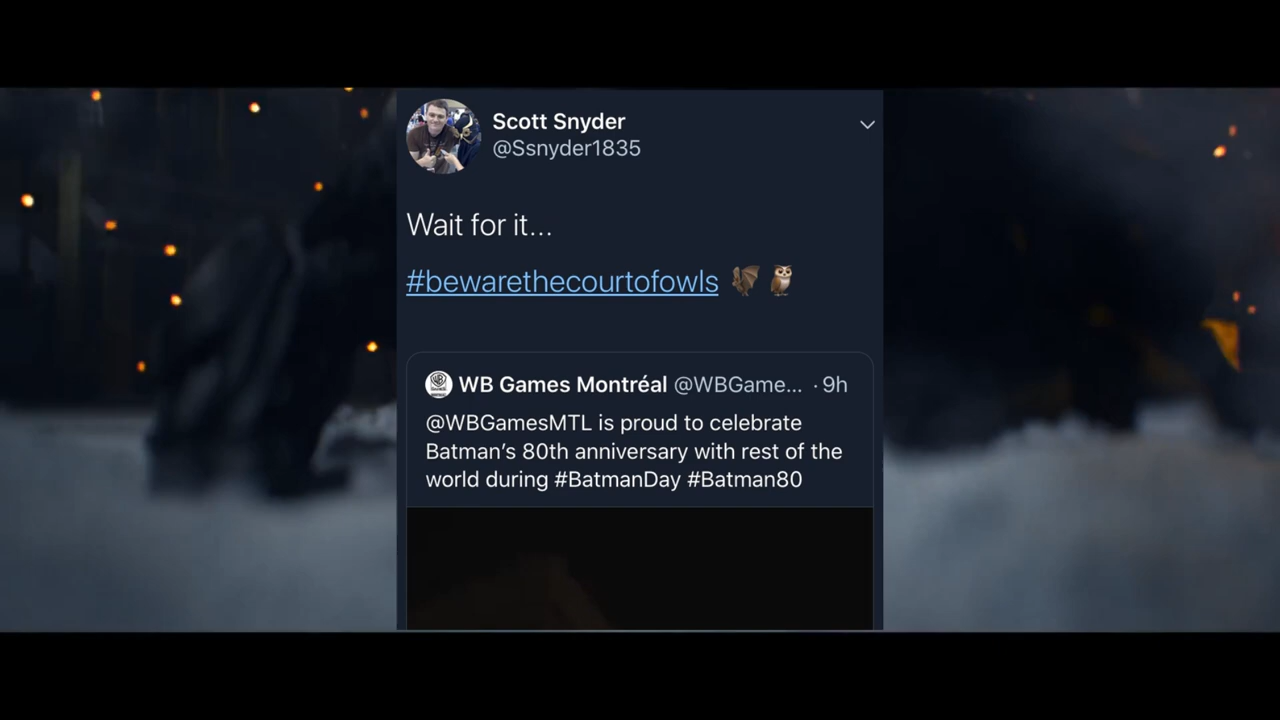 Scott Snyder
@Ssnyder1835
Wait for it...
#bewarethecourtofowls 🦇 🦉
WB Games Montréal @WBGame... · 9h
@WBGamesMTL is proud to celebrate
Batman’s 80th anniversary with rest of the
world during #BatmanDay #Batman80